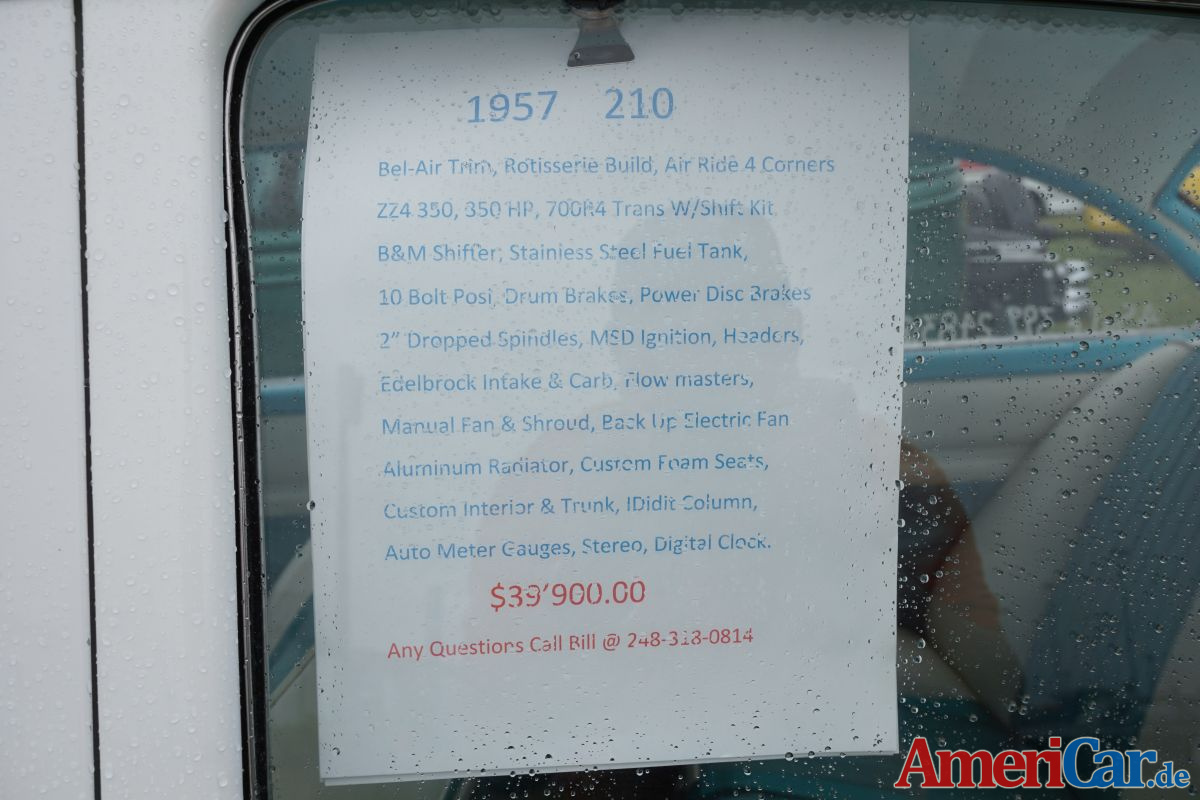 1957 210
Bel-Air Trim, Rotisserie Build, Air Ride 4 Corners
ZZ4 350, 350 HP, 700R4 Trans W/Shift Kit
B&M Shifter, Stainless Steel Fuel Tank,
10 Bolt Posi, Drum Brakes, Power Disc Brakes
2” Dropped Spindles, MSD Ignition, Headers,
Edelbrock Intake & Carb, Flow masters,
Manual Fan & Shroud, Back Up Electric Fan
Aluminum Radiator, Custom Foam Seats,
Custom Interior & Trunk, IDidit Column,
Auto Meter Gauges, Stereo, Digital Clock.
$39’900.00
Any Questions Call Bill @ 248-318-0814
AmeriCar.de